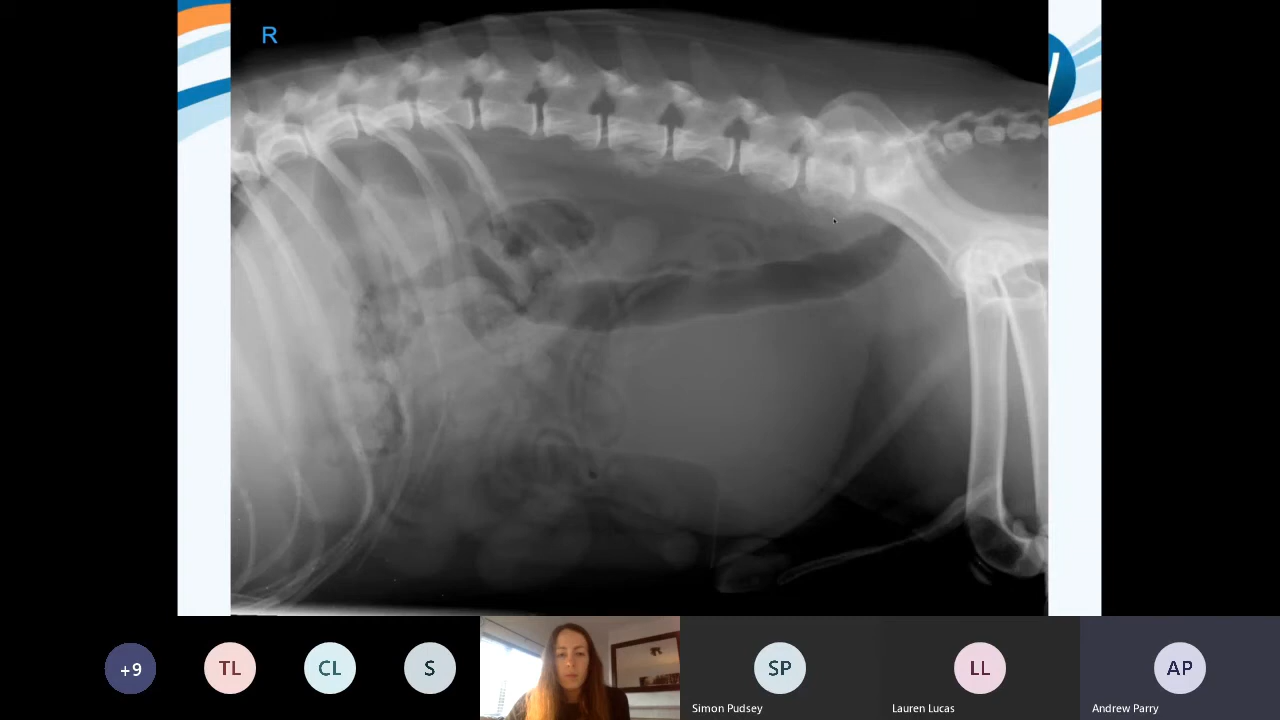 R
+9
TL
CL
S
SP
LL
AP
Simon Pudsey
Lauren Lucas
Andrew Parry